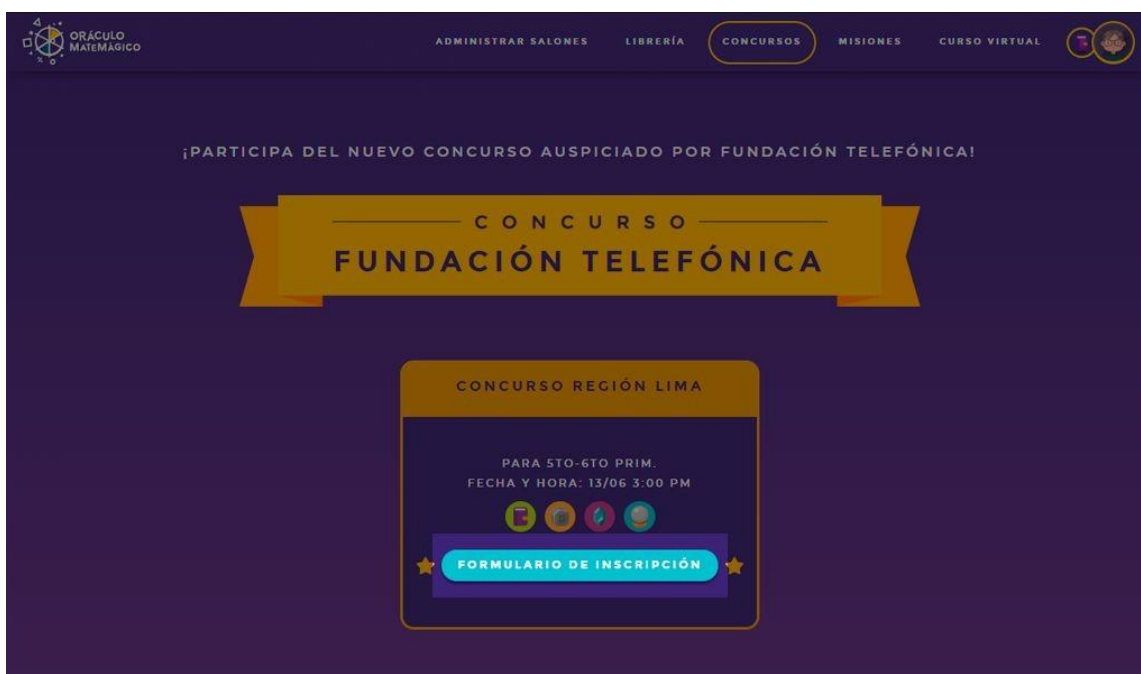 ORÁCULO
MATEMÁGICO
ADMINISTRAR SALONES LIBRERÍA CONCURSOS MISIONES CURSO VIRTUAL
¡PARTICIPA DEL NUEVO CONCURSO AUSPICIADO POR FUNDACIÓN TELEFÓNICA!
CONCURSO
FUNDACIÓN TELEFÓNICA
CONCURSO REGIÓN LIMA
PARA 5TO-6TO PRIM.
FECHA Y HORA: 13/06 3:00 PM
FORMULARIO DE INSCRIPCIÓN